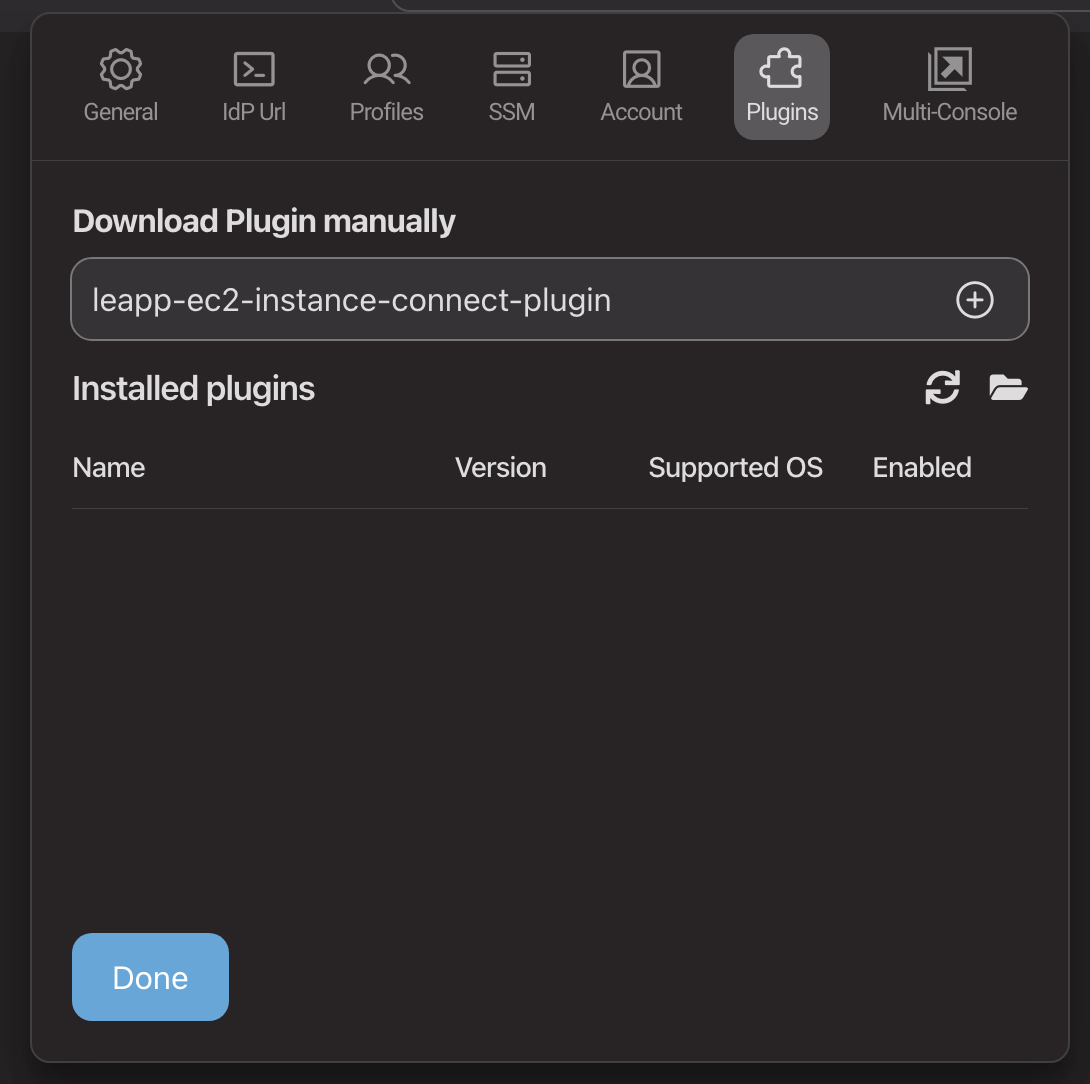 General
IdP Url
Profiles
SSM
Account
Plugins
Multi-Console
Download Plugin manually
leapp-ec2-instance-connect-plugin
Installed plugins
Name Version Supported OS Enabled
Done